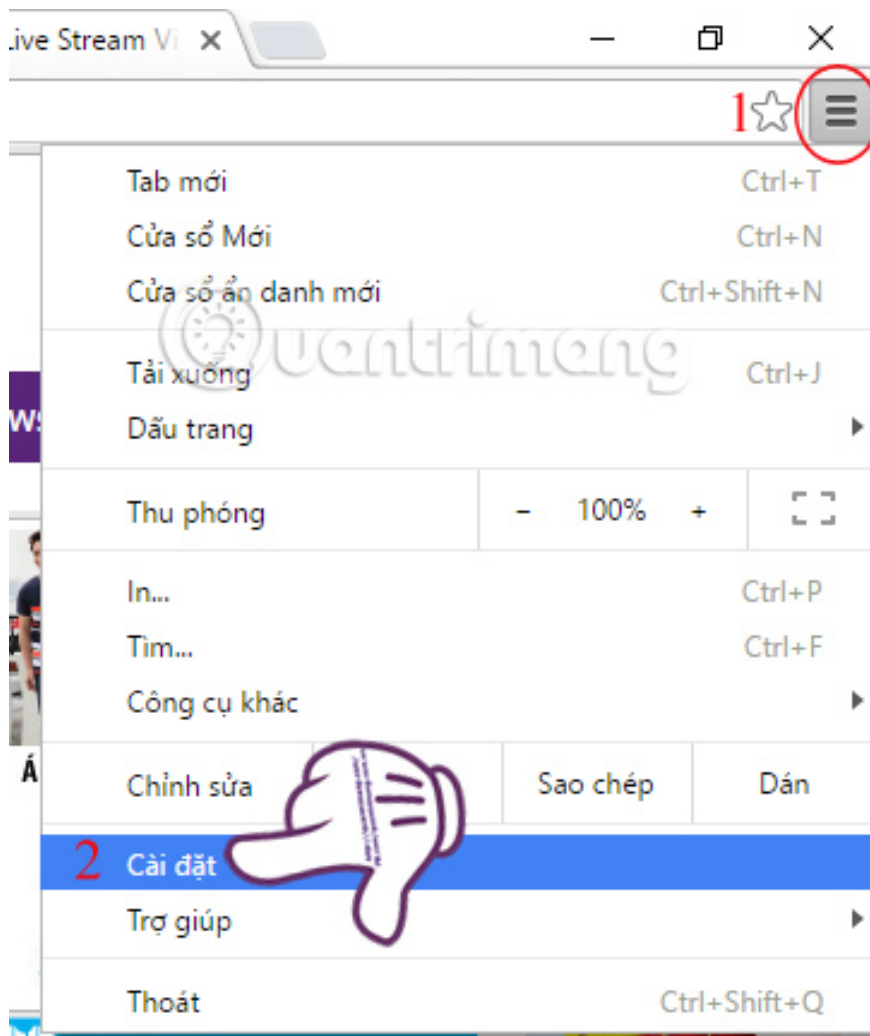 Live Stream Vi
1
Tab mới Ctrl+T
Cửa sổ Mới Ctrl+N
Cửa sổ ẩn danh mới Ctrl+Shift+N
uantrimang
Tải xuống Ctrl+J
Dấu trang
Thu phóng - 100% +
In... Ctrl+P
Tìm... Ctrl+F
Công cụ khác
Chỉnh sửa Sao chép Dán
2 Cài đặt
Trợ giúp
Thoát Ctrl+Shift+Q